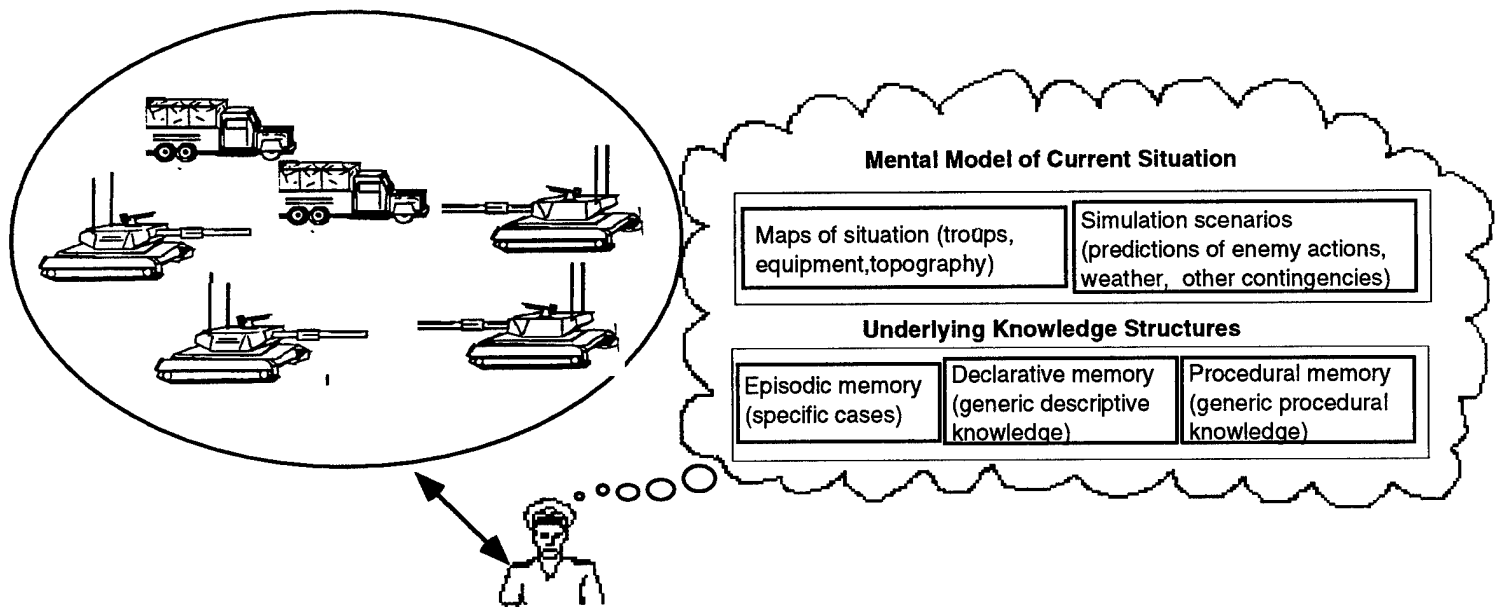 Mental Model of Current Situation
Maps of situation (troups,
equipment,topography)
Simulation scenarios
(predictions of enemy actions,
weather, other contingencies)
Underlying Knowledge Structures
Episodic memory
(specific cases)
Declarative memory
(generic descriptive
knowledge)
Procedural memory
(generic procedural
knowledge)